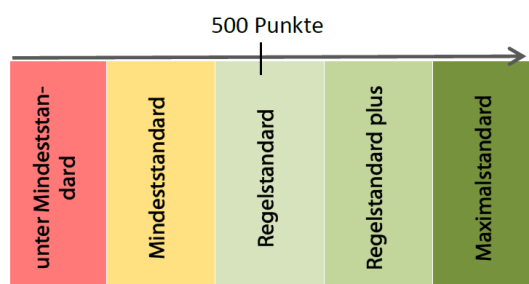 500 Punkte
unter Mindeststan-
dard
Mindeststandard
Regelstandard
Regelstandard plus
Maximalstandard